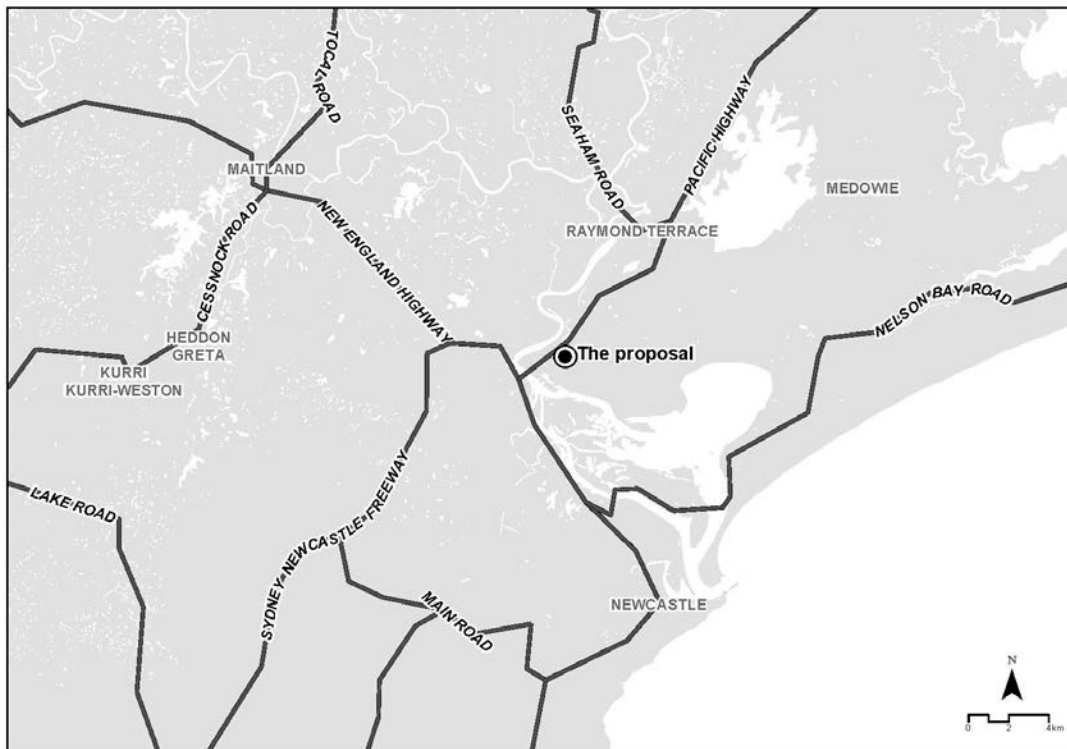 TOCAL ROAD
SEAHAM ROAD
PACIFIC HIGHWAY
MAITLAND
MEDOWIE
CESSNOCK ROAD
NEW ENGLAND HIGHWAY
RAYMOND TERRACE
NELSON BAY ROAD
HEDDON
GRETA
The proposal
KURRI
KURRI-WESTON
LAKE ROAD
SYDNEY-NEWCASTLE-FREEWAY
MAIN ROAD
NEWCASTLE
N
0 2 4km